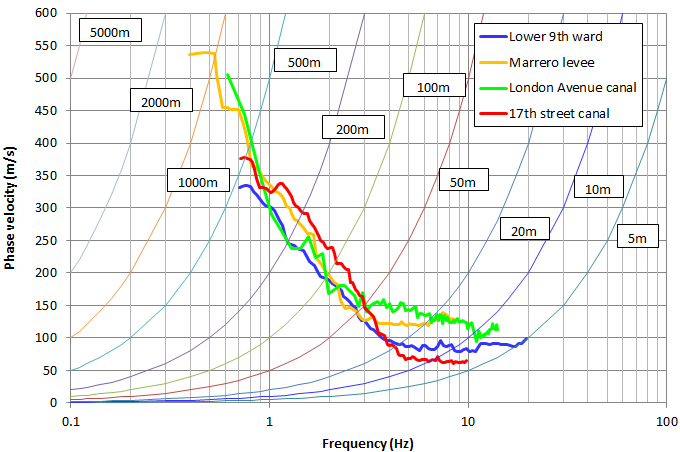 600
550
500
450
400
350
300
250
200
150
100
50
0
Phase velocity (m/s)
5000m
2000m
1000m
500m
200m
100m
50m
20m
10m
5m
Lower 9th ward
Marrero levee
London Avenue canal
17th street canal
0.1 1 10 100
Frequency (Hz)